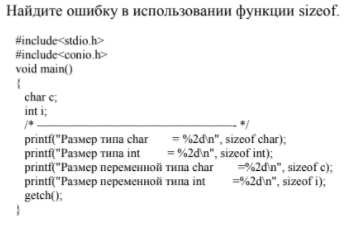 Найдите ошибку в использовании функции sizeof.
#include<stdio.h>
#include<conio.h>
void main()
{
char c;
int i;
/* ------------------------------------------ */
printf("Размер типа char = %2d\n", sizeof char);
printf("Размер типа int = %2d\n", sizeof int);
printf("Размер переменной типа char =%2d\n", sizeof c);
printf("Размер переменной типа int =%2d\n", sizeof i);
getch();
}